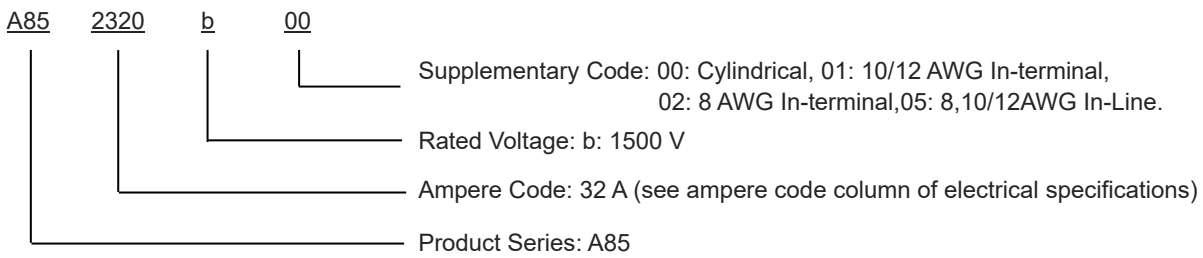 A85 2320 b 00
Supplementary Code: 00: Cylindrical, 01: 10/12 AWG In-terminal,
02: 8 AWG In-terminal,05: 8,10/12AWG In-Line.
Rated Voltage: b: 1500 V
Ampere Code: 32 A (see ampere code column of electrical specifications)
Product Series: A85